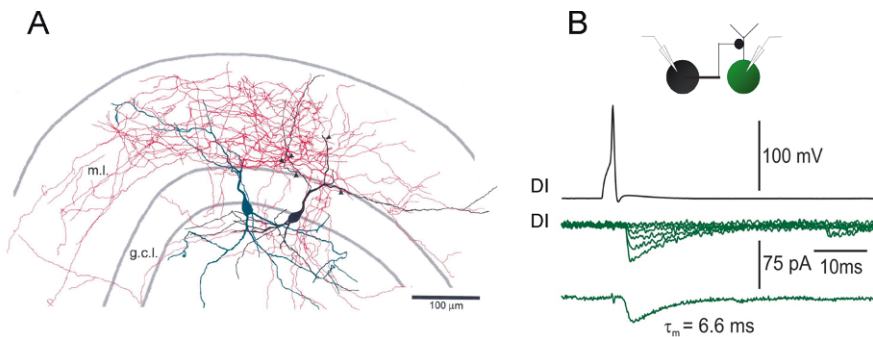 A
m.l.
g.c.l.
100 µm
B
100 mV
DI
DI
75 pA
10ms
τm = 6.6 ms